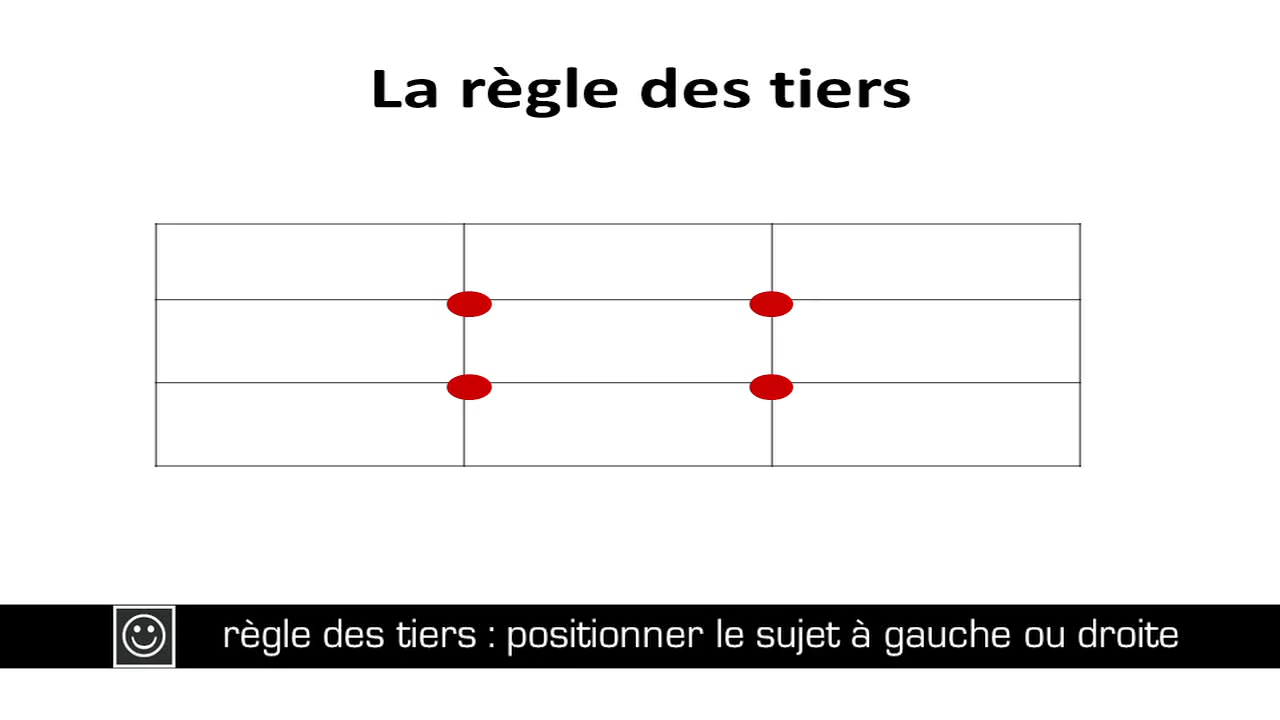 La règle des tiers
règle des tiers : positionner le sujet à gauche ou droite